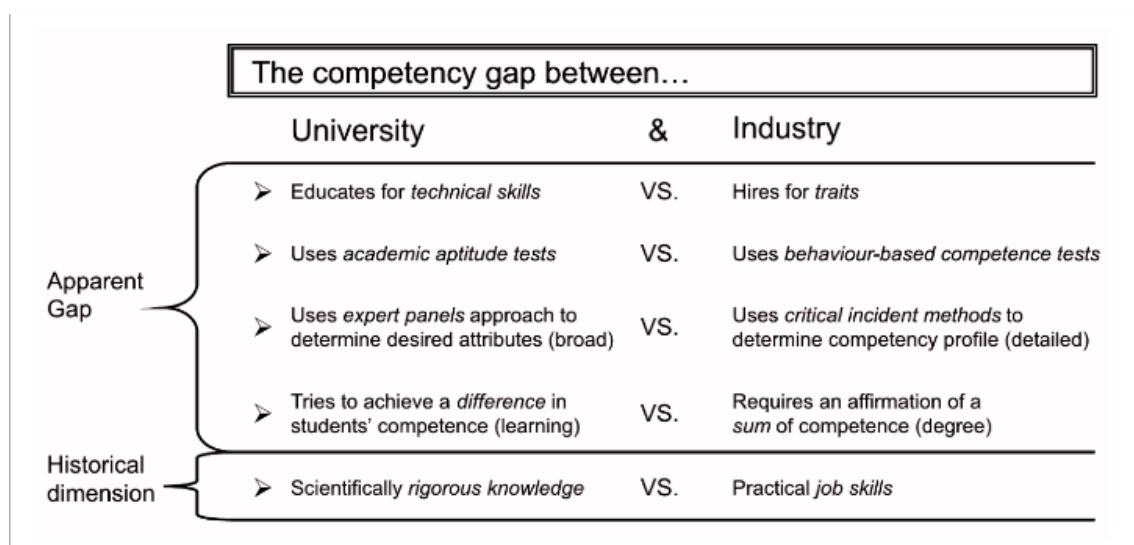 The competency gap between…
University & Industry
➢ Educates for technical skills VS. Hires for traits
➢ Uses academic aptitude tests VS. Uses behaviour-based competence tests
Apparent
Gap
➢ Uses expert panels approach to
determine desired attributes (broad)
VS.
Uses critical incident methods to
determine competency profile (detailed)
➢ Tries to achieve a difference in
students' competence (learning)
VS.
Requires an affirmation of a
sum of competence (degree)
Historical
dimension
➢ Scientifically rigorous knowledge VS. Practical job skills